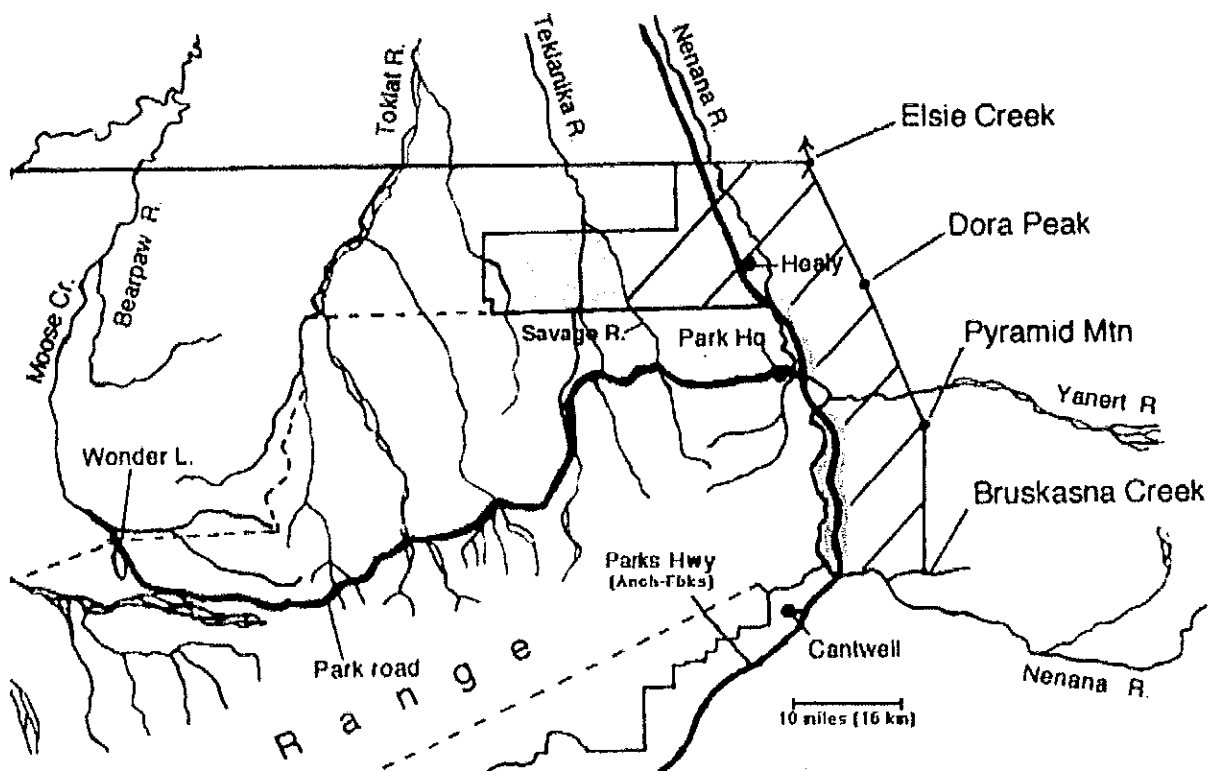 Toklat R.
Teklanika R.
Nenana R.
Elsie Creek
Bearpaw R.
Dora Peak
Healy
Moose Cr.
Savage R.
Park Hq
Pyramid Mtn
Yanert R
Wonder L.
Bruskasna Creek
Parks Hwy
(Anch-Fbks)
Cantwell
Park road
Nenana R.
Range
10 miles (16 km)